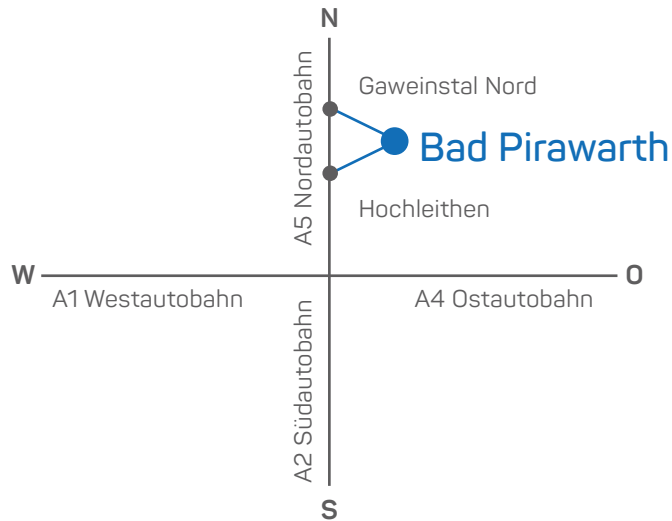 N
Gaweinstal Nord
A5 Nordautobahn
Bad Pirawarth
Hochleithen
W
O
A1 Westautobahn
A4 Ostautobahn
A2 Südautobahn
S